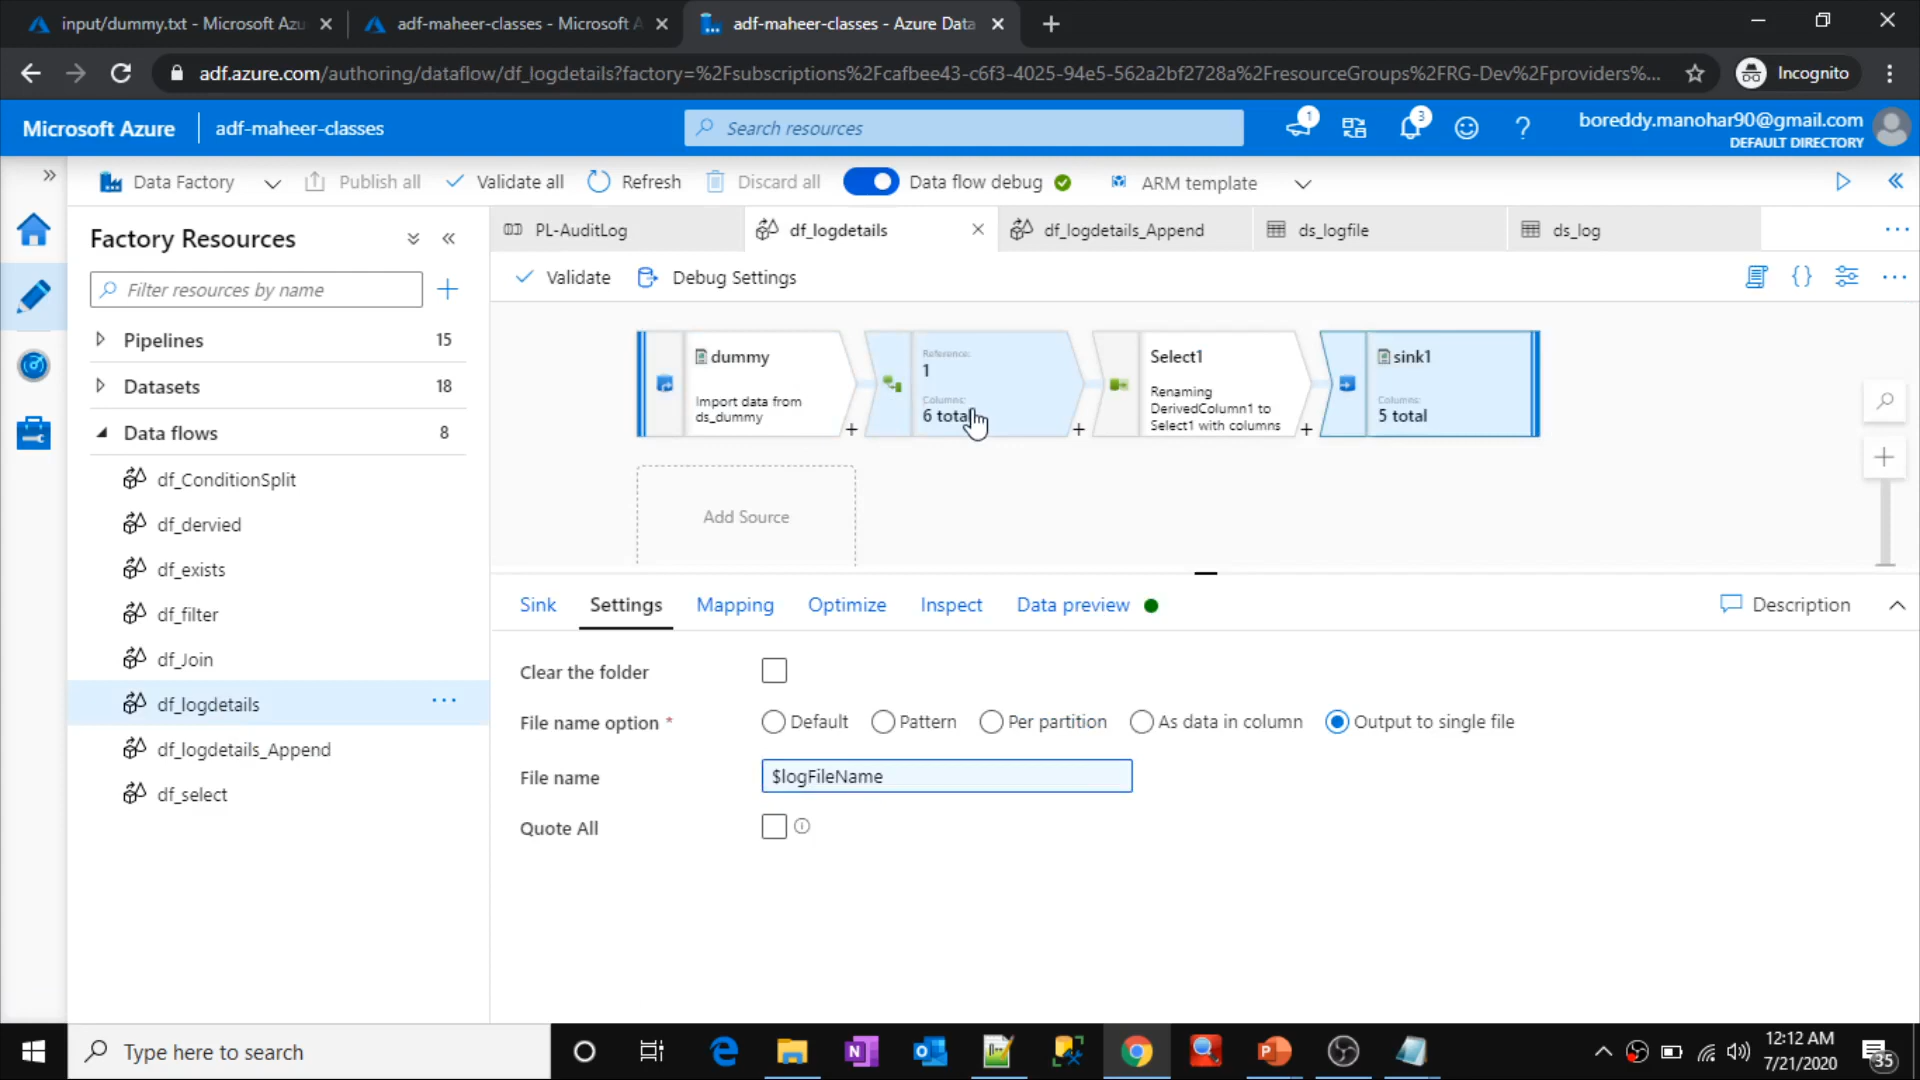 input/dummy.txt - Microsoft Azu
adf-maheer-classes - Microsoft A
adf-maheer-classes - Azure Data
adf.azure.com/authoring/dataflow/df_logdetails?factory=%2Fsubscriptions%2Fcafbee43-c6f3-4025-94e5-562a2bf2728a%2FresourceGroups%2FRG-Dev%2Fproviders%...
Incognito
Microsoft Azure
adf-maheer-classes
Search resources
1
3
boreddy.manohar90@gmail.com
DEFAULT DIRECTORY
Data Factory
Publish all
Validate all
Refresh
Discard all
Data flow debug
ARM template
Factory Resources
PL-AuditLog
df_logdetails
df_logdetails_Append
ds_logfile
ds_log
Filter resources by name
Validate
Debug Settings
Pipelines 15
Datasets 18
Data flows 8
df_ConditionSplit
df_dervied
df_exists
df_filter
df_Join
df_logdetails
df_logdetails_Append
df_select
dummy
Import data from
ds_dummy
Reference:
1
Columns:
6 total
Select1
Renaming
DerivedColumn1 to
Select1 with columns
sink1
Columns:
5 total
Add Source
Sink
Settings
Mapping
Optimize
Inspect
Data preview
Description
Clear the folder
File name option *
Default
Pattern
Per partition
As data in column
Output to single file
File name
$logFileName
Quote All
Type here to search
12:12 AM
7/21/2020
35